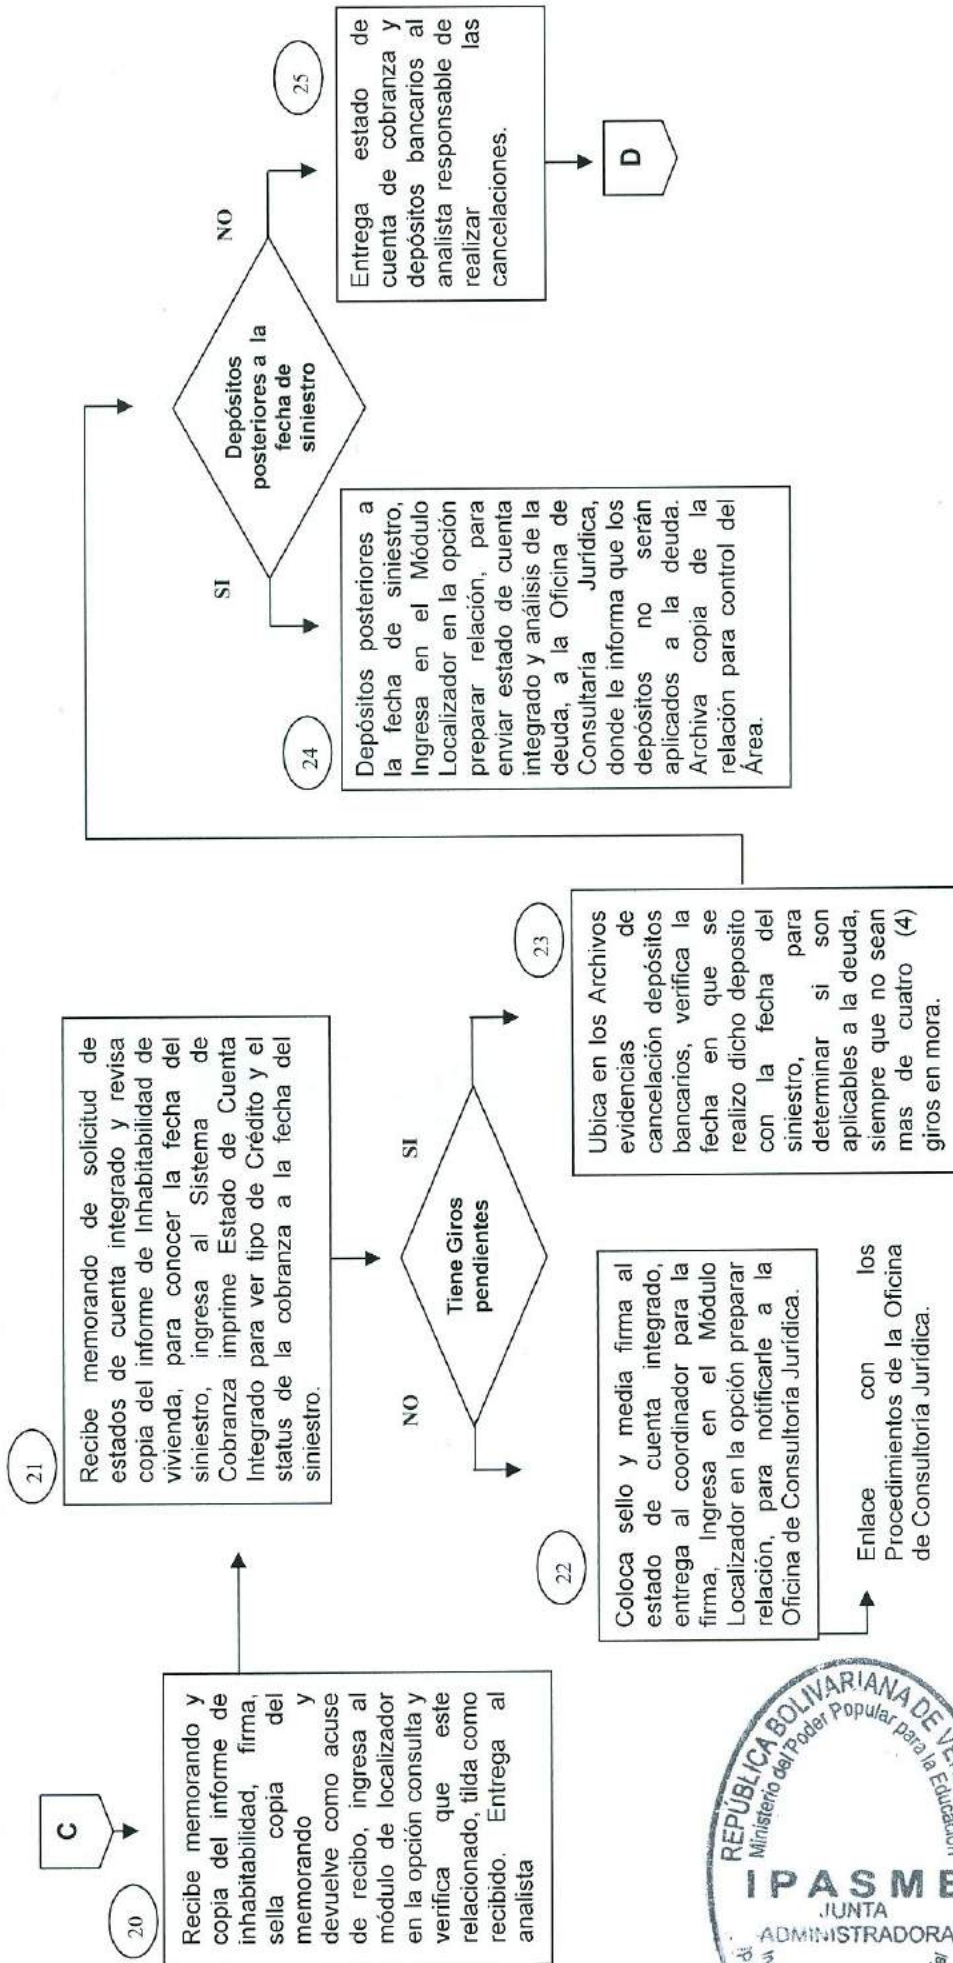 C
20
Recibe memorando y
copia del informe de
inhabitabilidad, firma,
sella copia del
memorando y
devuelve como acuse
de recibo, ingresa al
módulo de localizador
en la opción consulta y
verifica que este
relacionado, tilda como
recibido. Entrega al
analista
21
Recibe memorando de solicitud de
estados de cuenta integrado y revisa
copia del informe de Inhabitabilidad de
vivienda, para conocer la fecha del
siniestro, ingresa al Sistema de
Cobranza imprime Estado de Cuenta
Integrado para ver tipo de Crédito y el
status de la cobranza a la fecha del
siniestro.
Tiene Giros
pendientes
NO
SI
22
Coloca sello y media firma al
estado de cuenta integrado,
entrega al coordinador para la
firma, Ingresa en el Módulo
Localizador en la opción preparar
relación, para notificarle a la
Oficina de Consultoría Jurídica.
Enlace con los
Procedimientos de la Oficina
de Consultoría Jurídica.
23
Ubica en los Archivos
evidencias de
cancelación depósitos
bancarios, verifica la
fecha en que se
realizo dicho deposito
con la fecha del
siniestro, para
determinar si son
aplicables a la deuda,
siempre que no sean
mas de cuatro (4)
giros en mora.
Depósitos
posteriores a la
fecha de
siniestro
SI
NO
24
Depósitos posteriores a
la fecha de siniestro,
Ingresa en el Módulo
Localizador en la opción
preparar relación, para
enviar estado de cuenta
integrado y análisis de la
deuda, a la Oficina de
Consultaría Jurídica,
donde le informa que los
depósitos no serán
aplicados a la deuda.
Archiva copia de la
relación para control del
Área.
25
Entrega estado de
cuenta de cobranza y
depósitos bancarios al
analista responsable de
realizar las
cancelaciones.
D
REPÚBLICA BOLIVARIANA DE
Ministerio del Poder Popular para la Educación
IPASME
JUNTA
ADMINISTRADORA